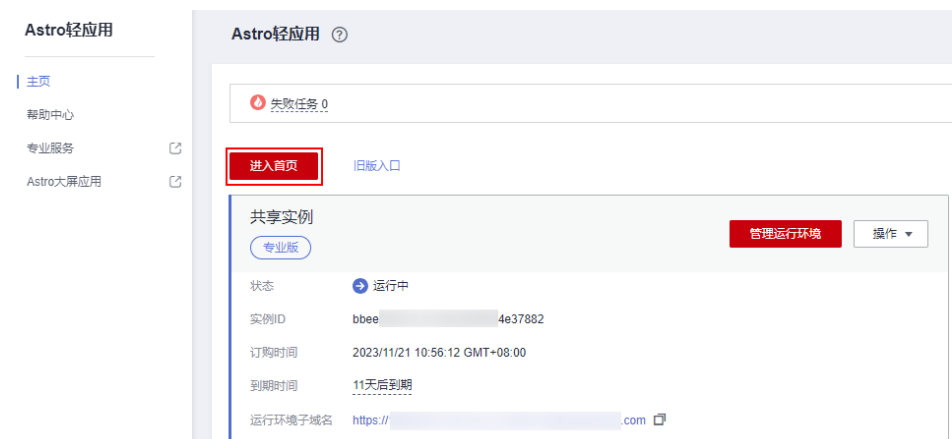 Astro轻应用
主页
帮助中心
专业服务
Astro大屏应用
Astro轻应用 ?
失败任务 0
进入首页 旧版入口
共享实例
专业版
管理运行环境 操作
状态 运行中
实例ID bbee 4e37882
订购时间 2023/11/21 10:56:12 GMT+08:00
到期时间 11天后到期
运行环境子域名 https:// .com